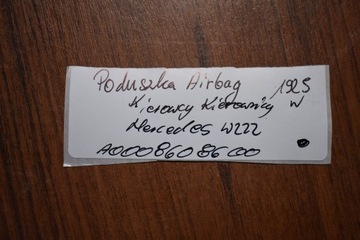 Poduszka Airbag 1925
Kierowcy Kierownicy W
Mercedes W222
A0008608600